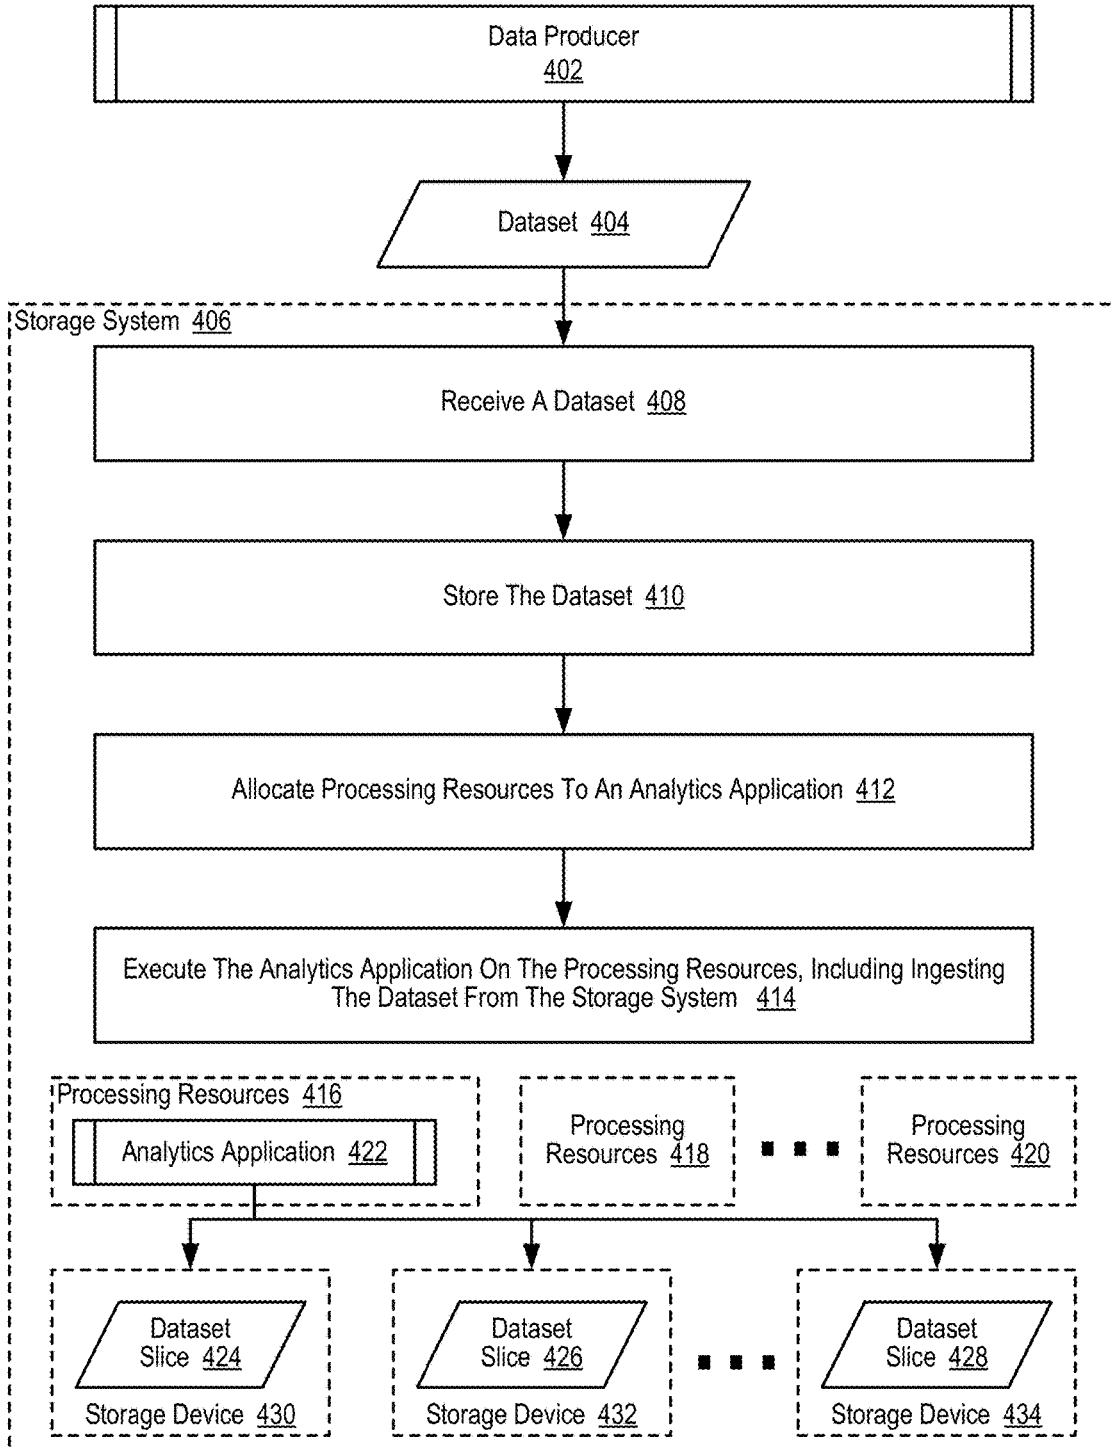 Data Producer
402
Dataset 404
Storage System 406
Receive A Dataset 408
Store The Dataset 410
Allocate Processing Resources To An Analytics Application 412
Execute The Analytics Application On The Processing Resources, Including Ingesting
The Dataset From The Storage System 414
Processing Resources 416
Analytics Application 422
Processing
Resources 418
Processing
Resources 420
Dataset
Slice 424
Storage Device 430
Dataset
Slice 426
Storage Device 432
Dataset
Slice 428
Storage Device 434